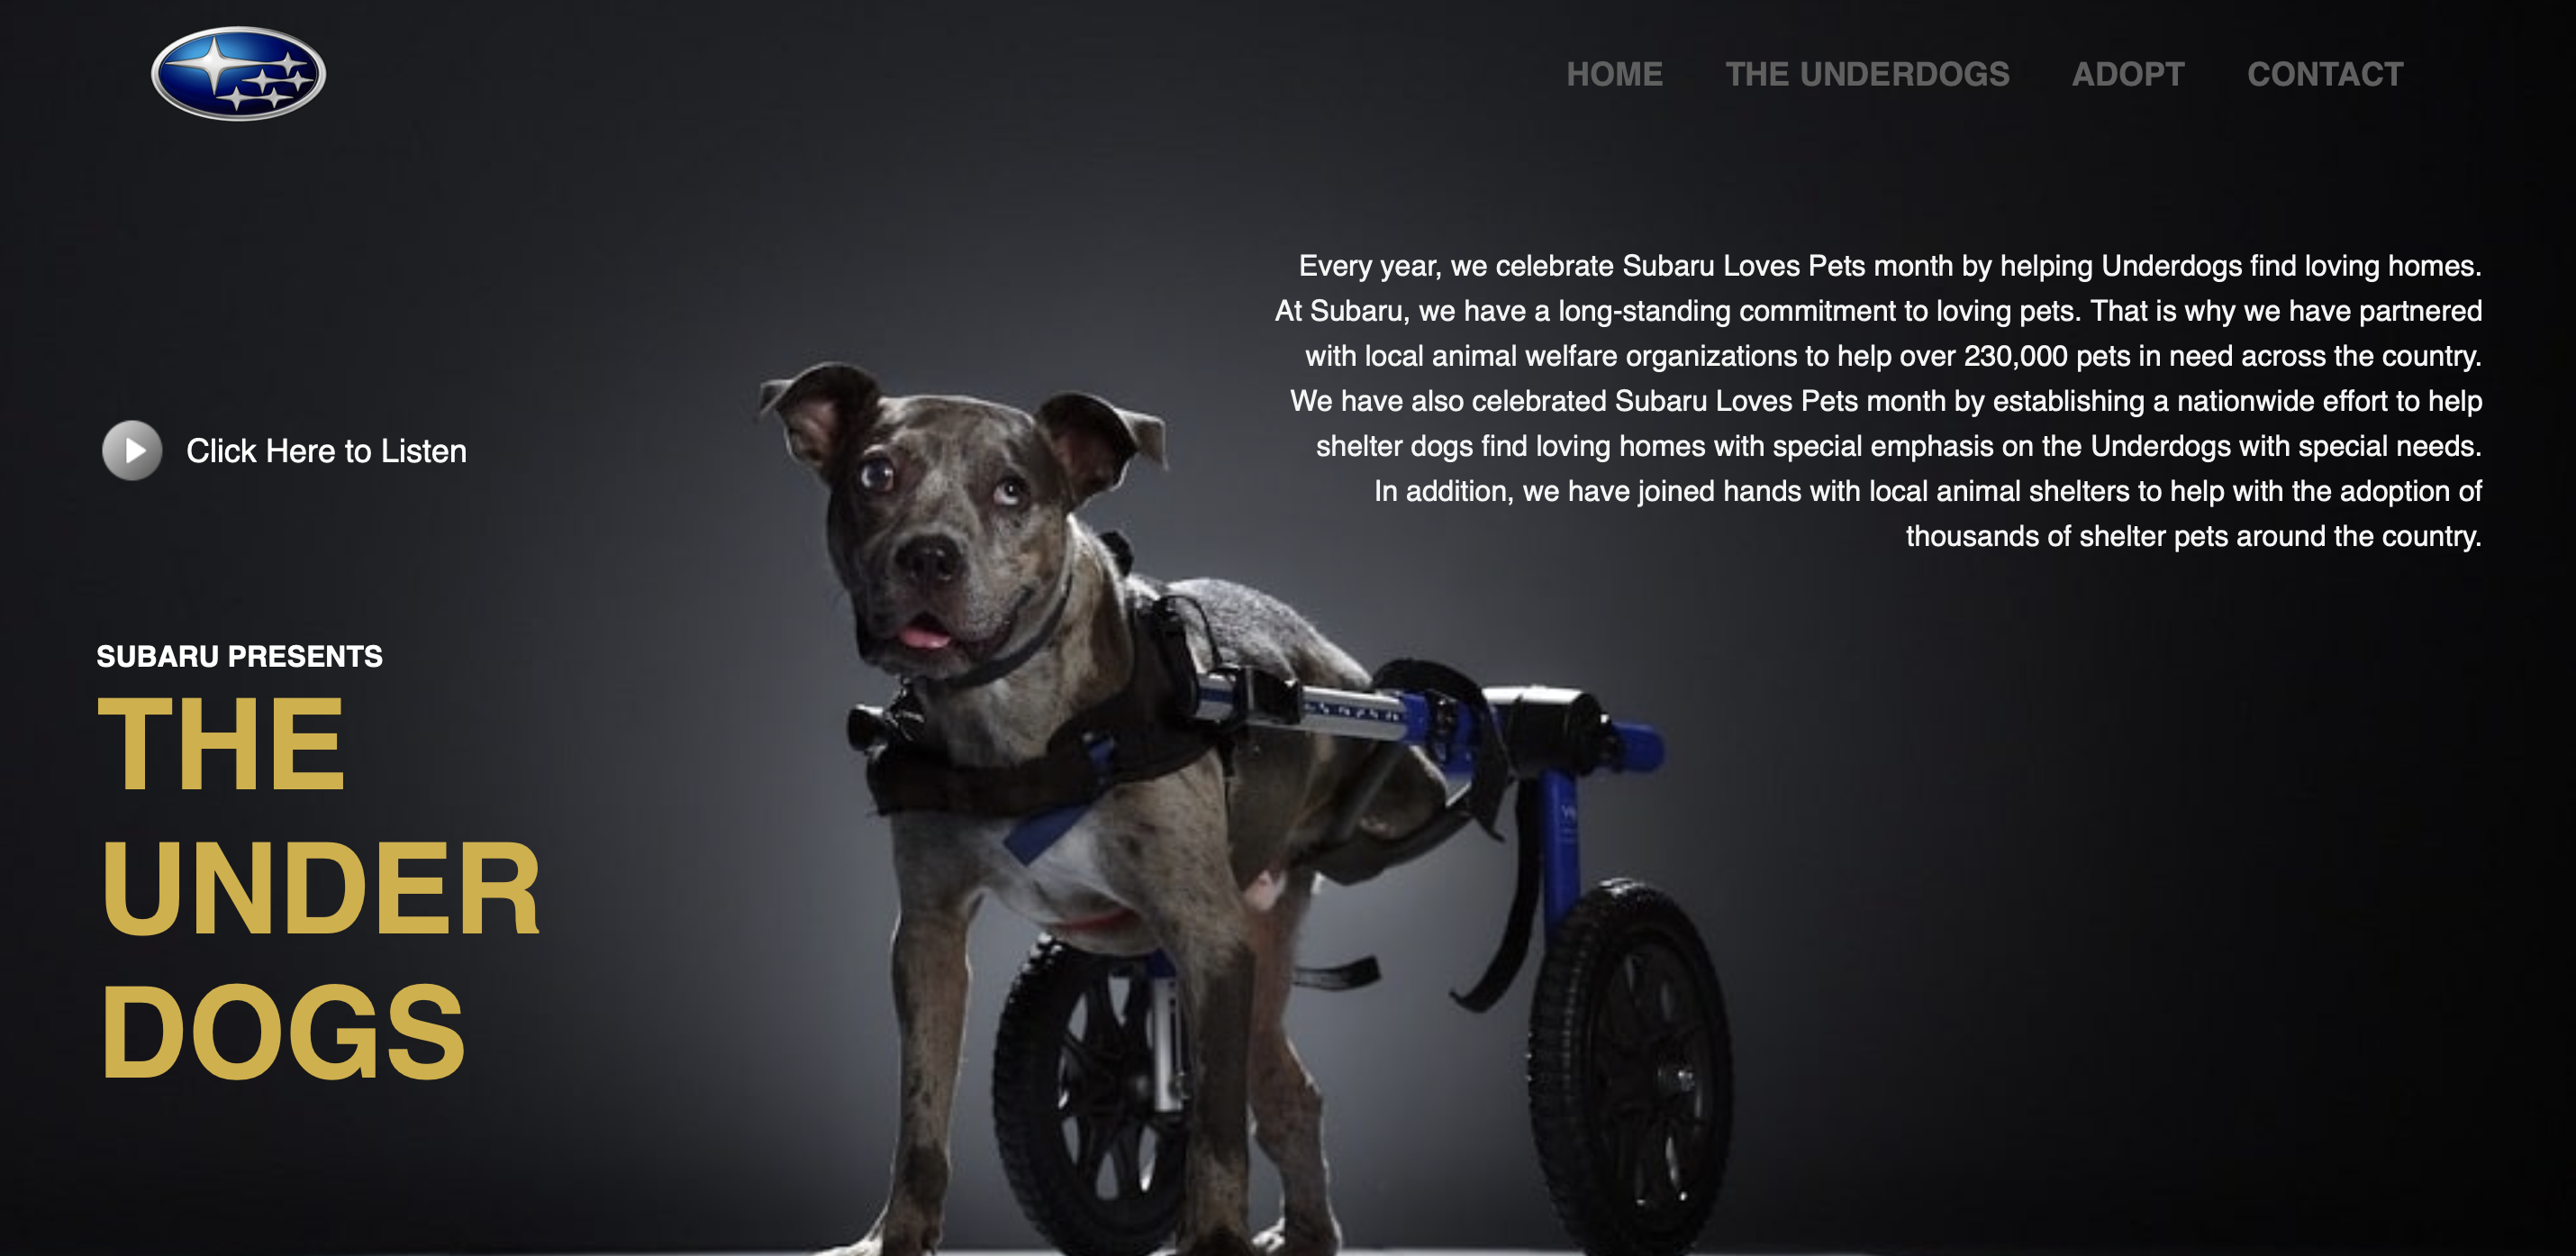 HOME THE UNDERDOGS ADOPT CONTACT
Every year, we celebrate Subaru Loves Pets month by helping Underdogs find loving homes.
At Subaru, we have a long-standing commitment to loving pets. That is why we have partnered
with local animal welfare organizations to help over 230,000 pets in need across the country.
We have also celebrated Subaru Loves Pets month by establishing a nationwide effort to help
shelter dogs find loving homes with special emphasis on the Underdogs with special needs.
In addition, we have joined hands with local animal shelters to help with the adoption of
thousands of shelter pets around the country.
Click Here to Listen
SUBARU PRESENTS
THE
UNDER
DOGS